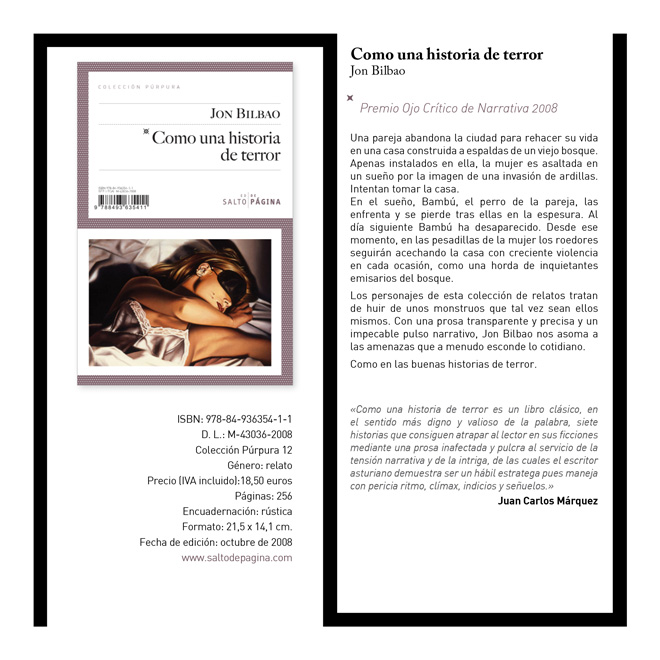 COLECCIÓN PÚRPURA
JON BILBAO
Como una historia
de terror
9 788493 635411
SALTO PÁGINA
ISBN: 978-84-936354-1-1
D. L.: M-43036-2008
Colección Púrpura 12
Género: relato
Precio (IVA incluido):18,50 euros
Páginas: 256
Encuadernación: rústica
Formato: 21,5 x 14,1 cm.
Fecha de edición: octubre de 2008
www.saltodepagina.com
Como una historia de terror
Jon Bilbao
Premio Ojo Crítico de Narrativa 2008
Una pareja abandona la ciudad para rehacer su vida
en una casa construida a espaldas de un viejo bosque.
Apenas instalados en ella, la mujer es asaltada en
un sueño por la imagen de una invasión de ardillas.
Intentan tomar la casa.
En el sueño, Bambú, el perro de la pareja, las
enfrenta y se pierde tras ellas en la espesura. Al
día siguiente Bambú ha desaparecido. Desde ese
momento, en las pesadillas de la mujer los roedores
seguirán acechando la casa con creciente violencia
en cada ocasión, como una horda de inquietantes
emisarios del bosque.
Los personajes de esta colección de relatos tratan
de huir de unos monstruos que tal vez sean ellos
mismos. Con una prosa transparente y precisa y un
impecable pulso narrativo, Jon Bilbao nos asoma a
las amenazas que a menudo esconde lo cotidiano.
Como en las buenas historias de terror.
«Como una historia de terror es un libro clásico, en
el sentido más digno y valioso de la palabra, siete
historias que consiguen atrapar al lector en sus ficciones
mediante una prosa inafectada y pulcra al servicio de la
tensión narrativa y de la intriga, de las cuales el escritor
asturiano demuestra ser un hábil estratega pues maneja
con pericia ritmo, clímax, indicios y señuelos.»
Juan Carlos Márquez